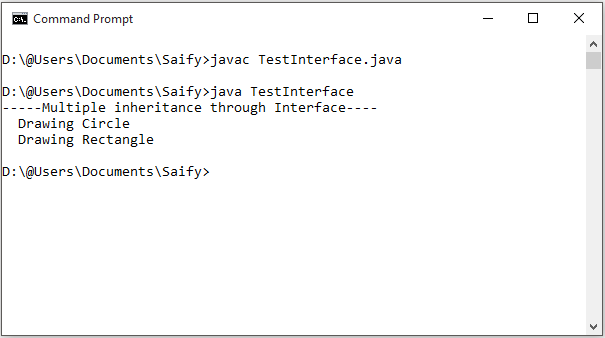 Command Prompt
D:\@Users\Documents\Saify>javac TestInterface.java
D:\@Users\Documents\Saify>java TestInterface
-----Multiple inheritance through Interface----
  Drawing Circle
  Drawing Rectangle
D:\@Users\Documents\Saify>